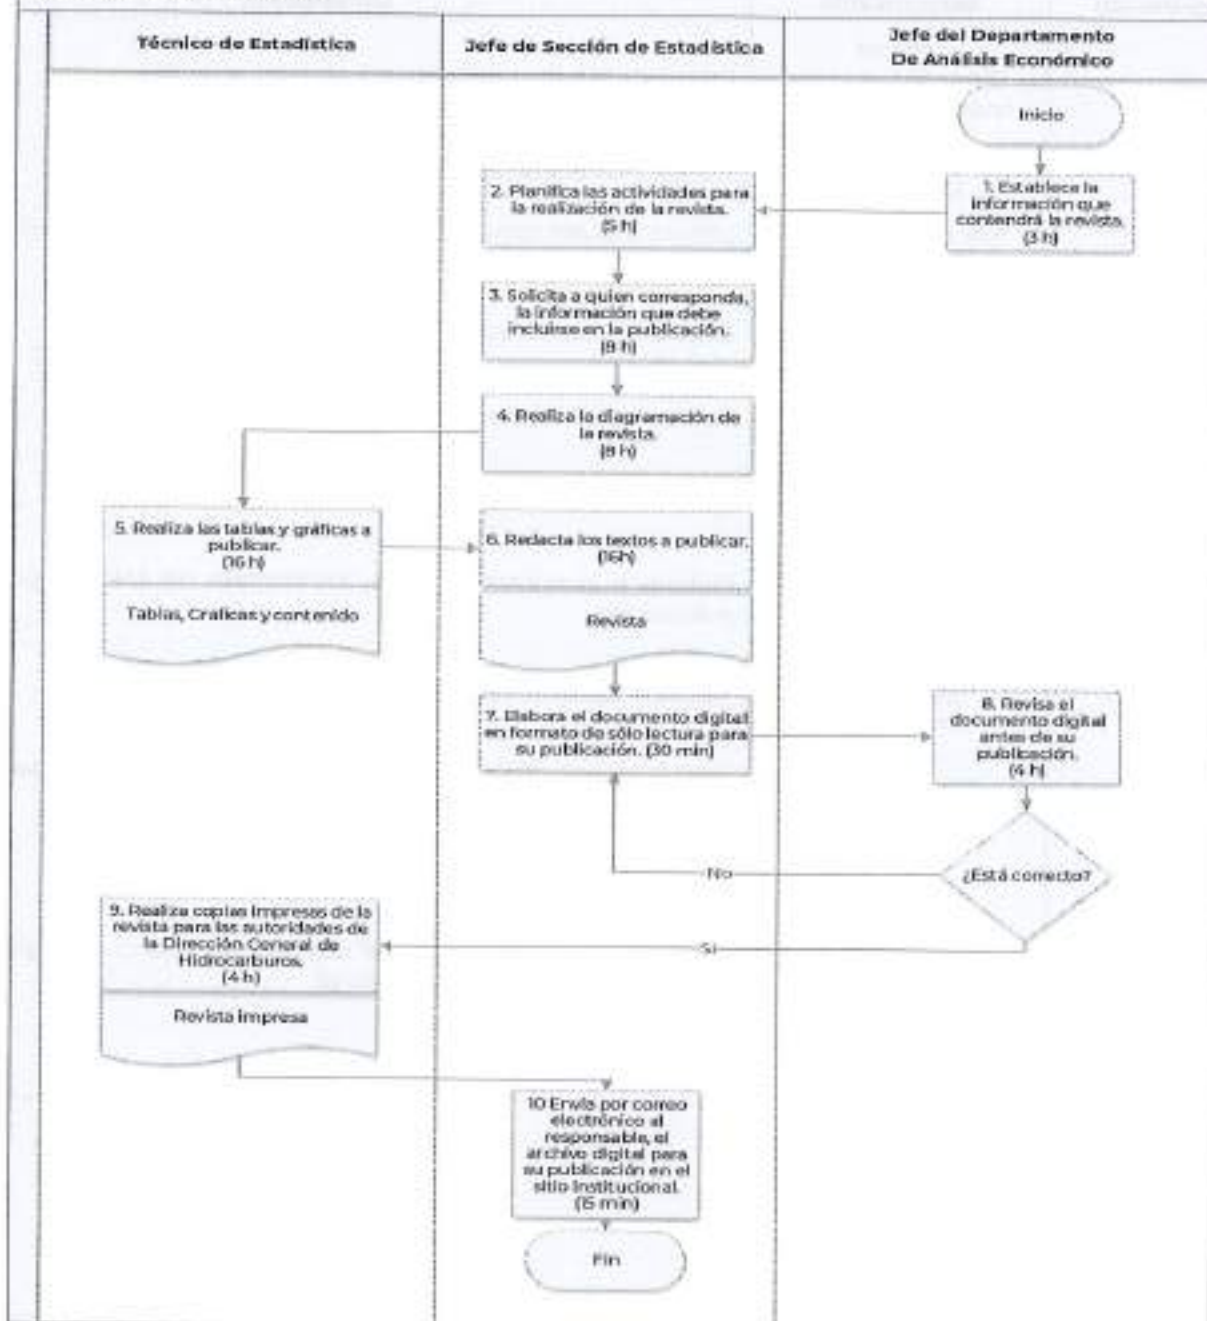 Técnico de Estadística
Jefe de Sección de Estadística
Jefe del Departamento
De Análisis Económico
Inicio
1. Establece la
información que
contendrá la revista.
(3 h)
2. Planifica las actividades para
la realización de la revista.
(5 h)
3. Solicita a quien corresponda,
la información que debe
incluirse en la publicación.
(8 h)
4. Realiza la diagramación de
la revista.
(8 h)
5. Realiza las tablas y gráficas a
publicar.
(16 h)
Tablas, Graficas y contenido
6. Redacta los textos a publicar.
(16h)
Revista
7. Elabora el documento digital
en formato de sólo lectura para
su publicación. (30 min)
8. Revisa el
documento digital
antes de su
publicación.
(4 h)
¿Está correcto?
No
Si
9. Realiza copias impresas de la
revista para las autoridades de
la Dirección General de
Hidrocarburos.
(4 h)
Revista impresa
10 Envía por correo
electrónico al
responsable, el
archivo digital para
su publicación en el
sitio institucional.
(15 min)
Fin